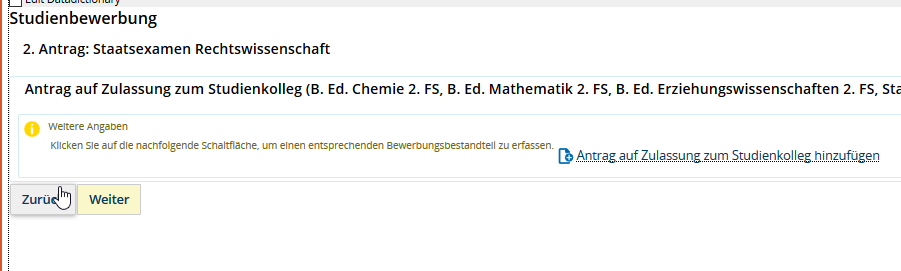 Edit Datadictionary
Studienbewerbung
2. Antrag: Staatsexamen Rechtswissenschaft
Antrag auf Zulassung zum Studienkolleg (B. Ed. Chemie 2. FS, B. Ed. Mathematik 2. FS, B. Ed. Erziehungswissenschaften 2. FS, Sta
Weitere Angaben
Klicken Sie auf die nachfolgende Schaltfläche, um einen entsprechenden Bewerbungsbestandteil zu erfassen.
Antrag auf Zulassung zum Studienkolleg hinzufügen
Zurück Weiter